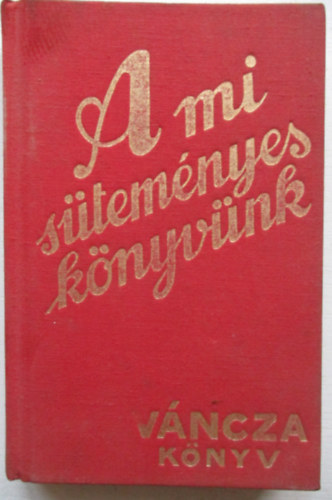 A mi
süteményes
könyvünk
VÁNCZA
KÖNYV